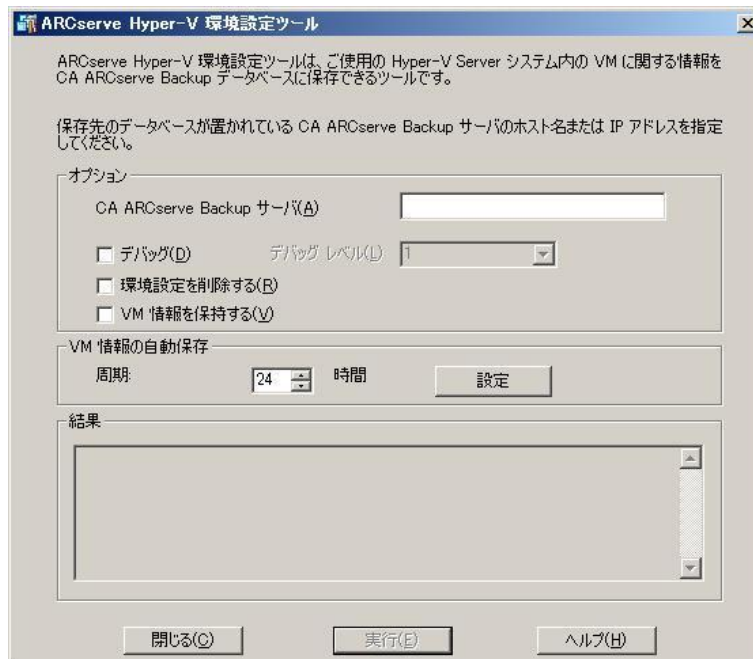 ARCserve Hyper-V 環境設定ツール
ARCserve Hyper-V 環境設定ツールは、ご使用の Hyper-V Server システム内の VM に関する情報を
CA ARCserve Backup データベースに保存できるツールです。
保存先のデータベースが置かれている CA ARCserve Backup サーバのホスト名または IP アドレスを指定
してください。
オプション
CA ARCserve Backup サーバ(A)
デバッグ(D) デバッグ レベル(L) 1
環境設定を削除する(R)
VM 情報を保持する(V)
VM 情報の自動保存
周期: 24 時間 設定
結果
閉じる(C) 実行(E) ヘルプ(H)